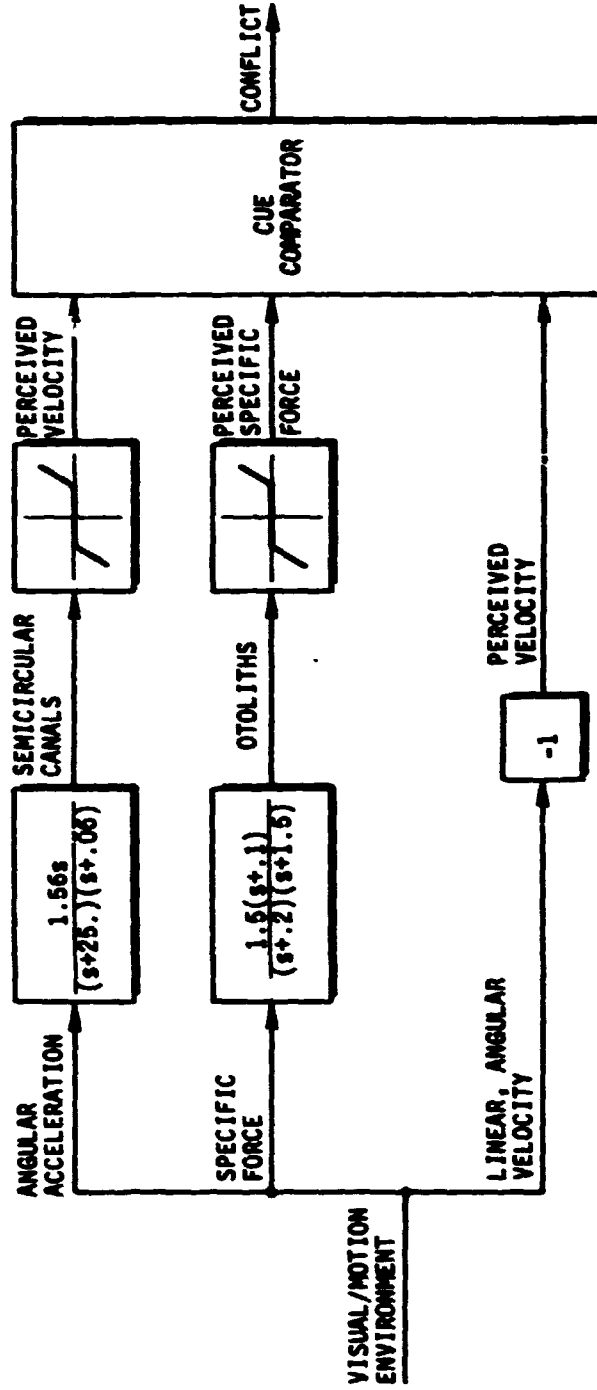 VISUAL/MOTION
ENVIRONMENT
ANGULAR
ACCELERATION
1.56s
(s+25.)(s+.06)
SEMICIRCULAR
CANALS
PERCEIVED
VELOCITY
SPECIFIC
FORCE
1.5(s+.1)
(s+.2)(s+1.5)
OTOLITHS
PERCEIVED
SPECIFIC
FORCE
LINEAR, ANGULAR
VELOCITY
-1
PERCEIVED
VELOCITY
CUE
COMPARATOR
CONFLICT